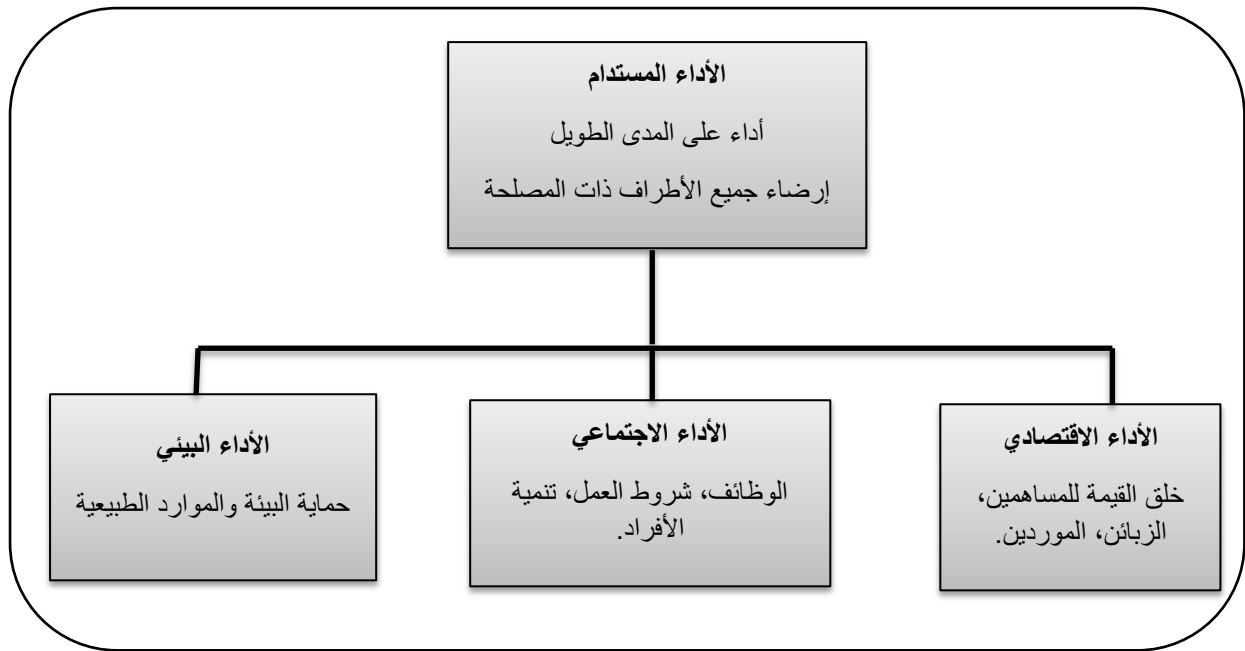 الأداء المستدام
أداء على المدى الطويل
إرضاء جميع الأطراف ذات المصلحة
الأداء الاقتصادي
خلق القيمة للمساهمين،
الزبائن، الموردين.
الأداء الاجتماعي
الوظائف، شروط العمل، تنمية
الأفراد.
الأداء البيئي
حماية البيئة والموارد الطبيعية